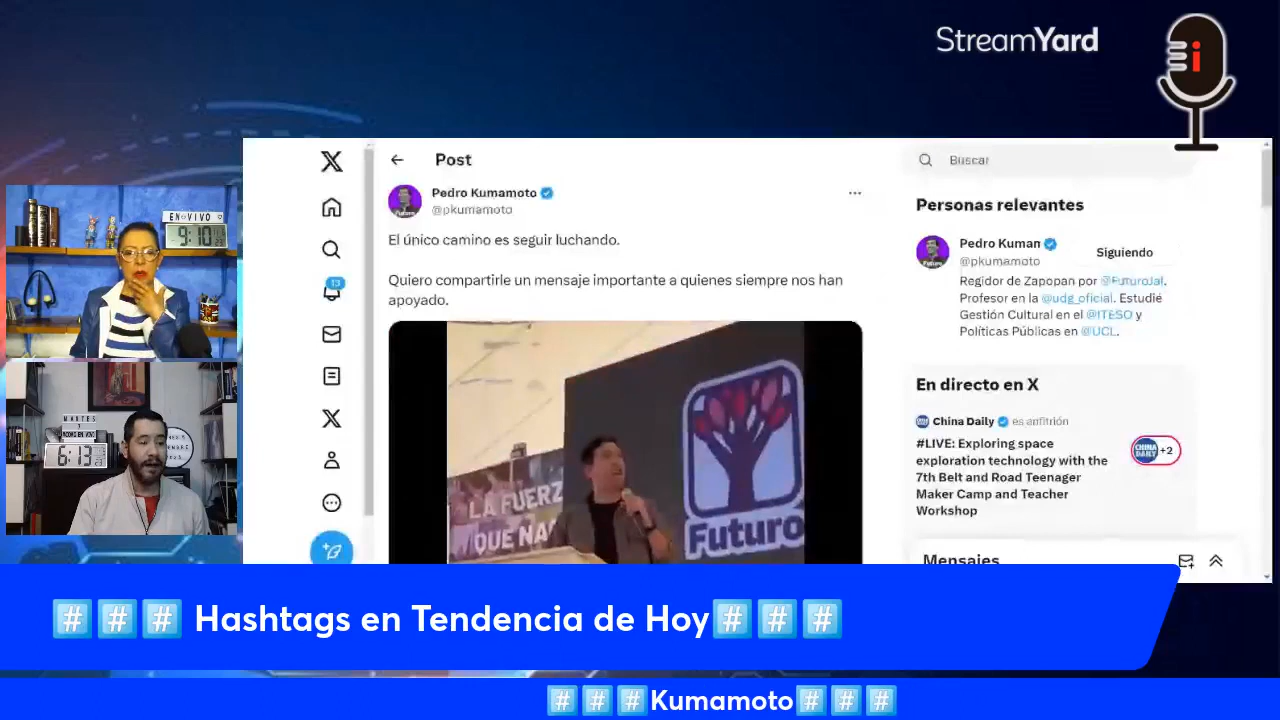 StreamYard
i
EN VIVO
9:10
MARTES
7
6:13
Post
Pedro Kumamoto
@pkumamoto
El único camino es seguir luchando.
Quiero compartirle un mensaje importante a quienes siempre nos han
apoyado.
LA FUERZ
QUE NA
Futuro
Buscar
Personas relevantes
Pedro Kuman
@pkumamoto
Siguiendo
Regidor de Zapopan por @FuturoJal.
Profesor en la @udg_oficial. Estudié
Gestión Cultural en el @ITESO y
Políticas Públicas en @UCL.
En directo en X
China Daily es anfitrión
#LIVE: Exploring space
exploration technology with the
7th Belt and Road Teenager
Maker Camp and Teacher
Workshop
CHINA DAILY
+2
Mensajes
13
#️⃣#️⃣#️⃣ Hashtags en Tendencia de Hoy#️⃣#️⃣#️⃣
#️⃣#️⃣#️⃣Kumamoto#️⃣#️⃣#️⃣